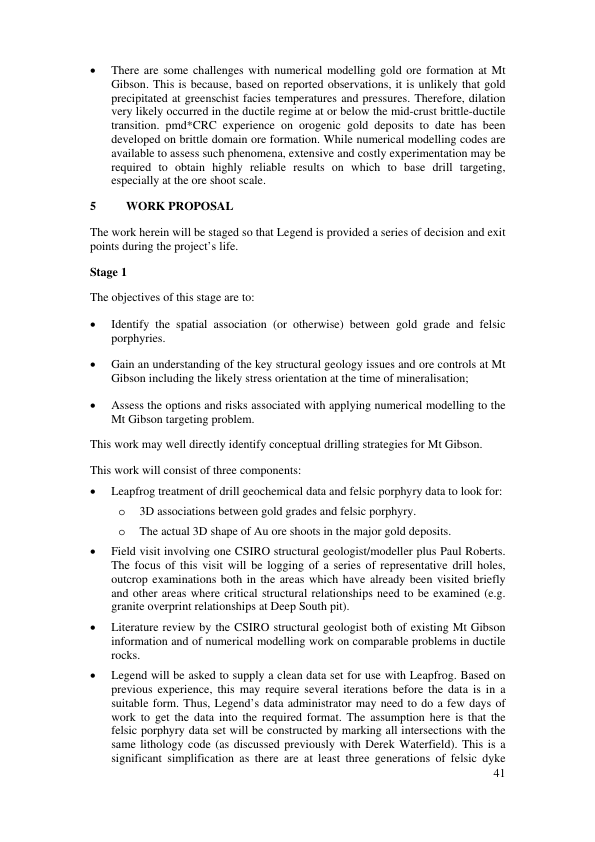 • There are some challenges with numerical modelling gold ore formation at Mt
Gibson. This is because, based on reported observations, it is unlikely that gold
precipitated at greenschist facies temperatures and pressures. Therefore, dilation
very likely occurred in the ductile regime at or below the mid-crust brittle-ductile
transition. pmd*CRC experience on orogenic gold deposits to date has been
developed on brittle domain ore formation. While numerical modelling codes are
available to assess such phenomena, extensive and costly experimentation may be
required to obtain highly reliable results on which to base drill targeting,
especially at the ore shoot scale.
5 WORK PROPOSAL
The work herein will be staged so that Legend is provided a series of decision and exit
points during the project's life.
Stage 1
The objectives of this stage are to:
• Identify the spatial association (or otherwise) between gold grade and felsic
porphyries.
• Gain an understanding of the key structural geology issues and ore controls at Mt
Gibson including the likely stress orientation at the time of mineralisation;
• Assess the options and risks associated with applying numerical modelling to the
Mt Gibson targeting problem.
This work may well directly identify conceptual drilling strategies for Mt Gibson.
This work will consist of three components:
• Leapfrog treatment of drill geochemical data and felsic porphyry data to look for:
o 3D associations between gold grades and felsic porphyry.
o The actual 3D shape of Au ore shoots in the major gold deposits.
• Field visit involving one CSIRO structural geologist/modeller plus Paul Roberts.
The focus of this visit will be logging of a series of representative drill holes,
outcrop examinations both in the areas which have already been visited briefly
and other areas where critical structural relationships need to be examined (e.g.
granite overprint relationships at Deep South pit).
• Literature review by the CSIRO structural geologist both of existing Mt Gibson
information and of numerical modelling work on comparable problems in ductile
rocks.
• Legend will be asked to supply a clean data set for use with Leapfrog. Based on
previous experience, this may require several iterations before the data is in a
suitable form. Thus, Legend's data administrator may need to do a few days of
work to get the data into the required format. The assumption here is that the
felsic porphyry data set will be constructed by marking all intersections with the
same lithology code (as discussed previously with Derek Waterfield). This is a
significant simplification as there are at least three generations of felsic dyke
41